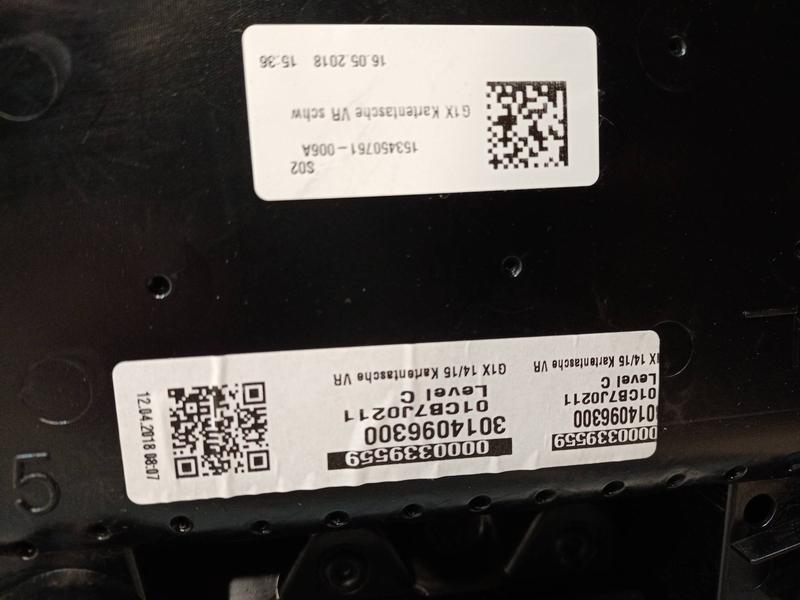 S02
153450761-006A
G1X Kartentasche VR schw
16.05.2018 15:36
0000339559
3014096300
01CB7J0211
Level C
G1X 14/15 Kartentasche VR
0000339559
3014096300
01CB7J0211
Level C
G1X 14/15 Kartentasche VR
12.04.2018 08:07
5